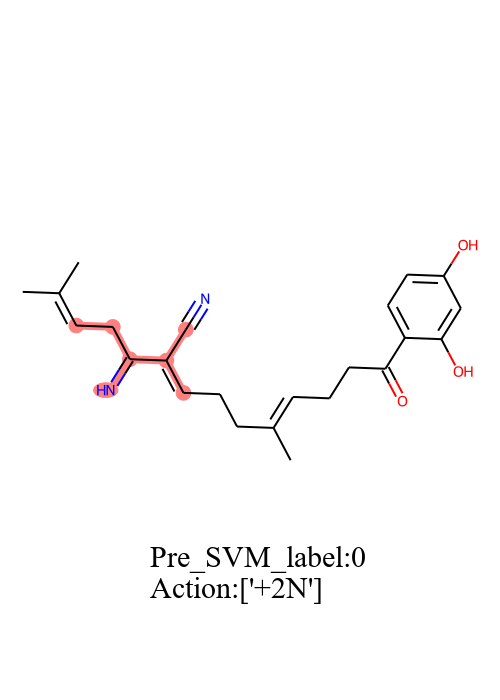 OH
N
HN
OH
O
Pre_SVM_label:0
Action:['+2N']